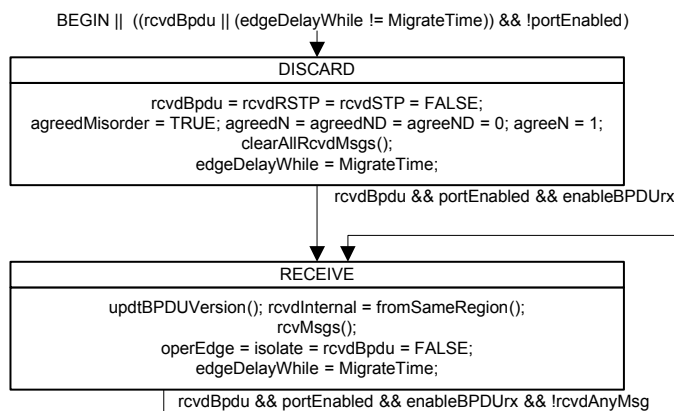 BEGIN || ((rcvdBpdu || (edgeDelayWhile != MigrateTime)) && !portEnabled)
DISCARD
rcvdBpdu = rcvdRSTP = rcvdSTP = FALSE;
agreedMisorder = TRUE; agreedN = agreedND = agreeND = 0; agreeN = 1;
clearAllRcvdMsgs();
edgeDelayWhile = MigrateTime;
rcvdBpdu && portEnabled && enableBPDUrx
RECEIVE
updtBPDUVersion(); rcvdInternal = fromSameRegion();
rcvMsgs();
operEdge = isolate = rcvdBpdu = FALSE;
edgeDelayWhile = MigrateTime;
rcvdBpdu && portEnabled && enableBPDUrx && !rcvdAnyMsg